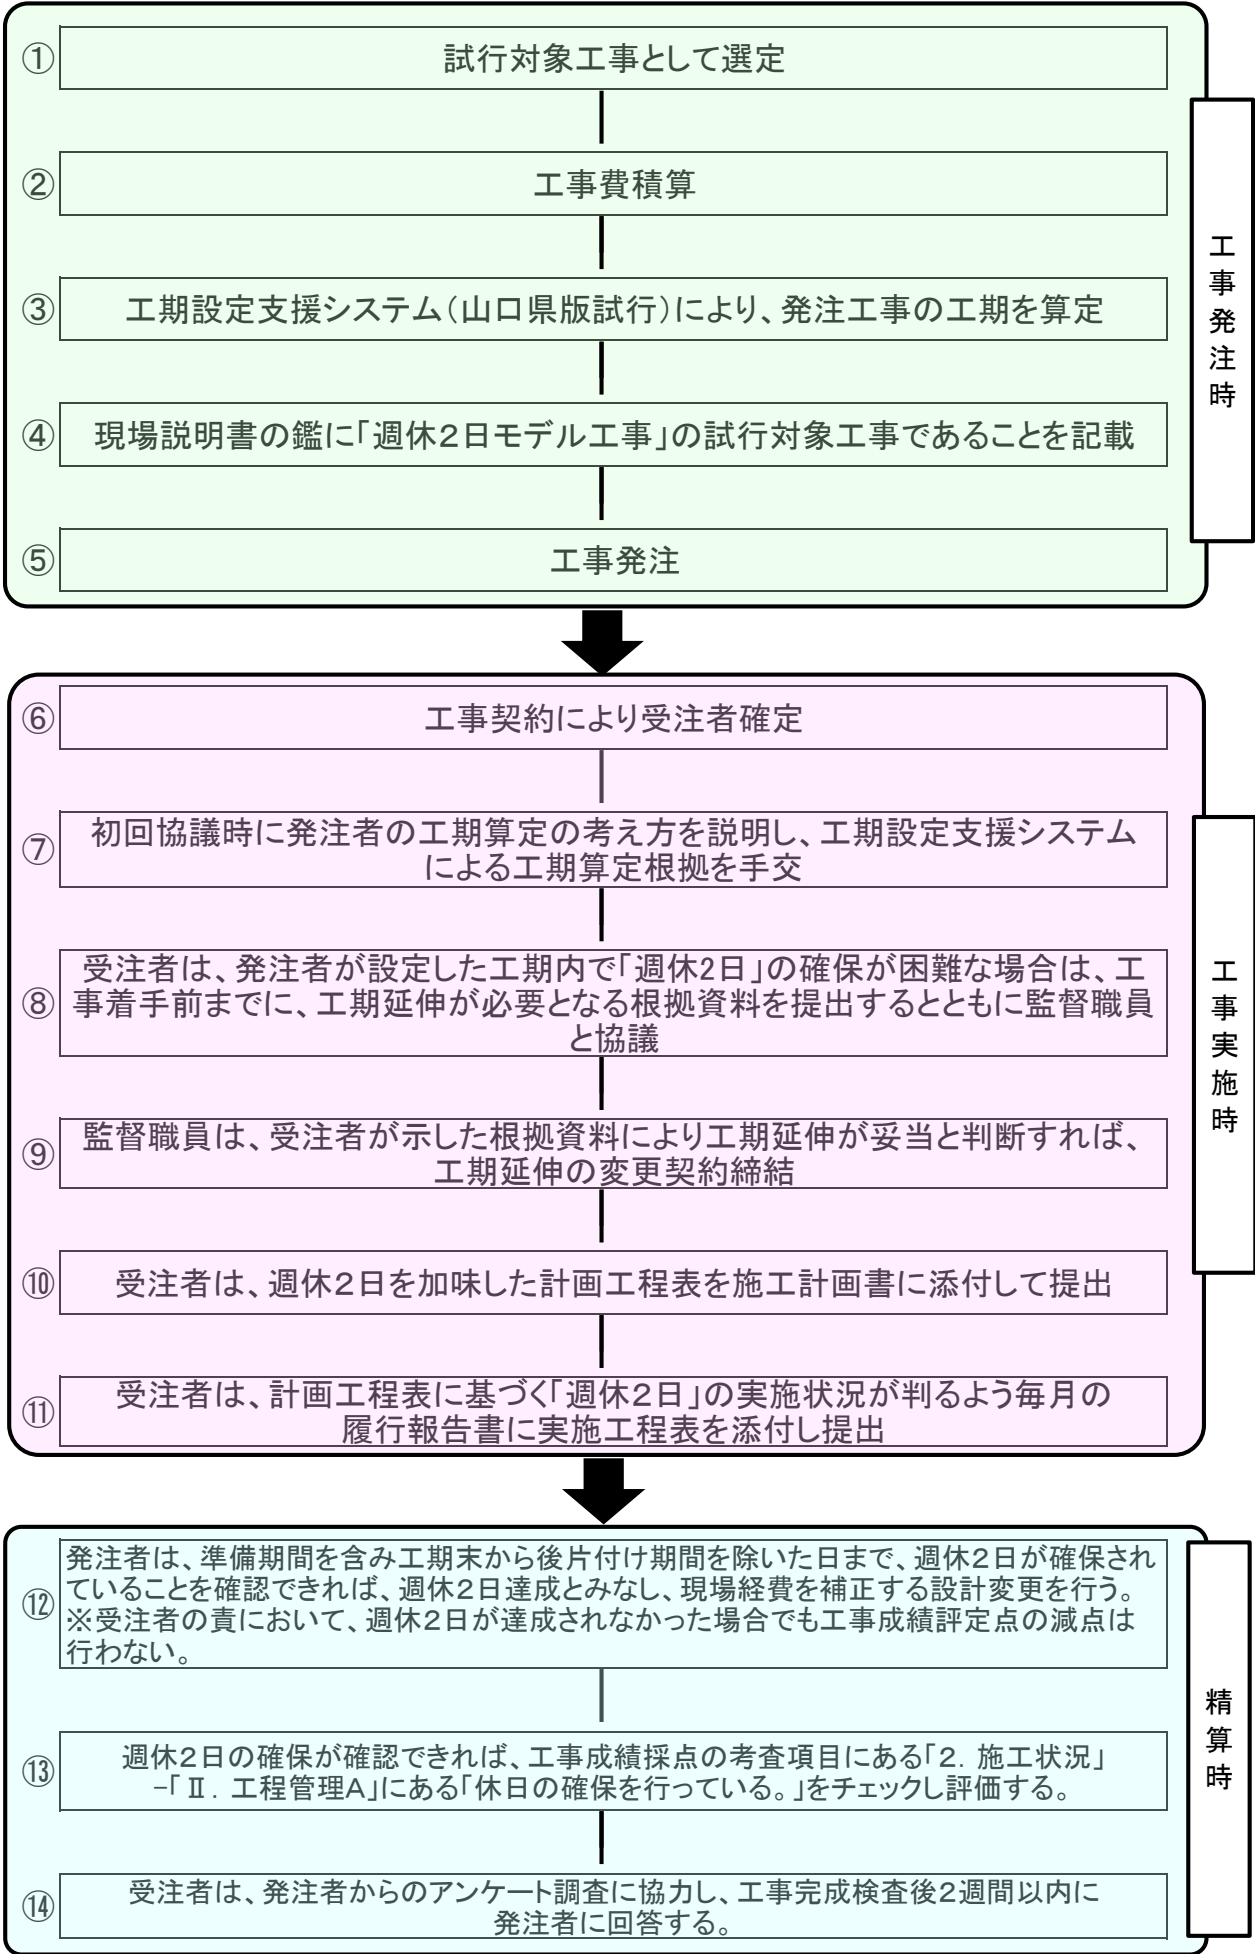 ① 試行対象工事として選定
② 工事費積算
③ 工期設定支援システム(山口県版試行)により、発注工事の工期を算定
④ 現場説明書の鑑に「週休２日モデル工事」の試行対象工事であることを記載
⑤ 工事発注
工事発注時
⑥ 工事契約により受注者確定
⑦ 初回協議時に発注者の工期算定の考え方を説明し、工期設定支援システム
による工期算定根拠を手交
⑧ 受注者は、発注者が設定した工期内で「週休2日」の確保が困難な場合は、工
事着手前までに、工期延伸が必要となる根拠資料を提出するとともに監督職員
と協議
⑨ 監督職員は、受注者が示した根拠資料により工期延伸が妥当と判断すれば、
工期延伸の変更契約締結
⑩ 受注者は、週休２日を加味した計画工程表を施工計画書に添付して提出
⑪ 受注者は、計画工程表に基づく「週休２日」の実施状況が判るよう毎月の
履行報告書に実施工程表を添付し提出
工事実施時
⑫ 発注者は、準備期間を含み工期末から後片付け期間を除いた日まで、週休２日が確保され
ていることを確認できれば、週休２日達成とみなし、現場経費を補正する設計変更を行う。
※受注者の責において、週休２日が達成されなかった場合でも工事成績評定点の減点は
行わない。
⑬ 週休２日の確保が確認できれば、工事成績採点の考査項目にある「２．施工状況」
－「Ⅱ．工程管理Ａ」にある「休日の確保を行っている。」をチェックし評価する。
⑭ 受注者は、発注者からのアンケート調査に協力し、工事完成検査後２週間以内に
発注者に回答する。
精算時